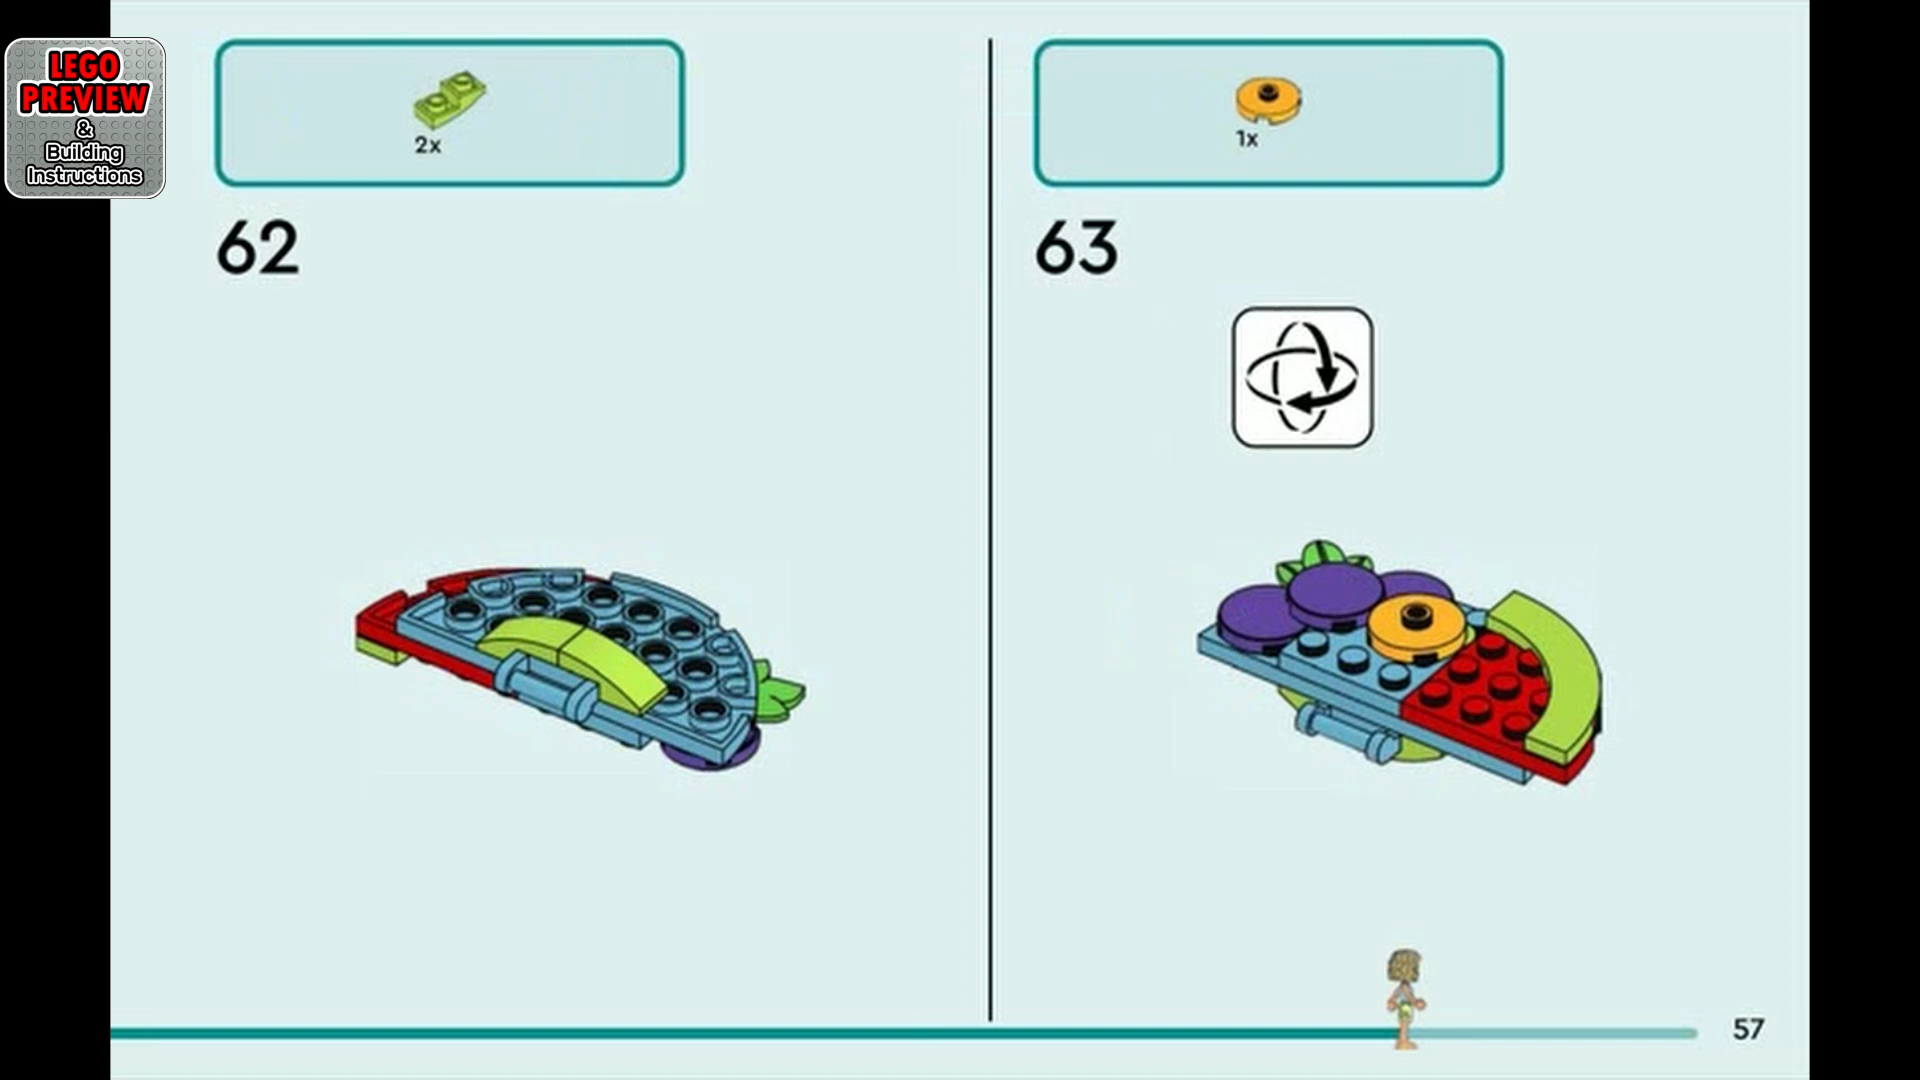 LEGO
PREVIEW
&
Building
Instructions
2x
62
1x
63
57